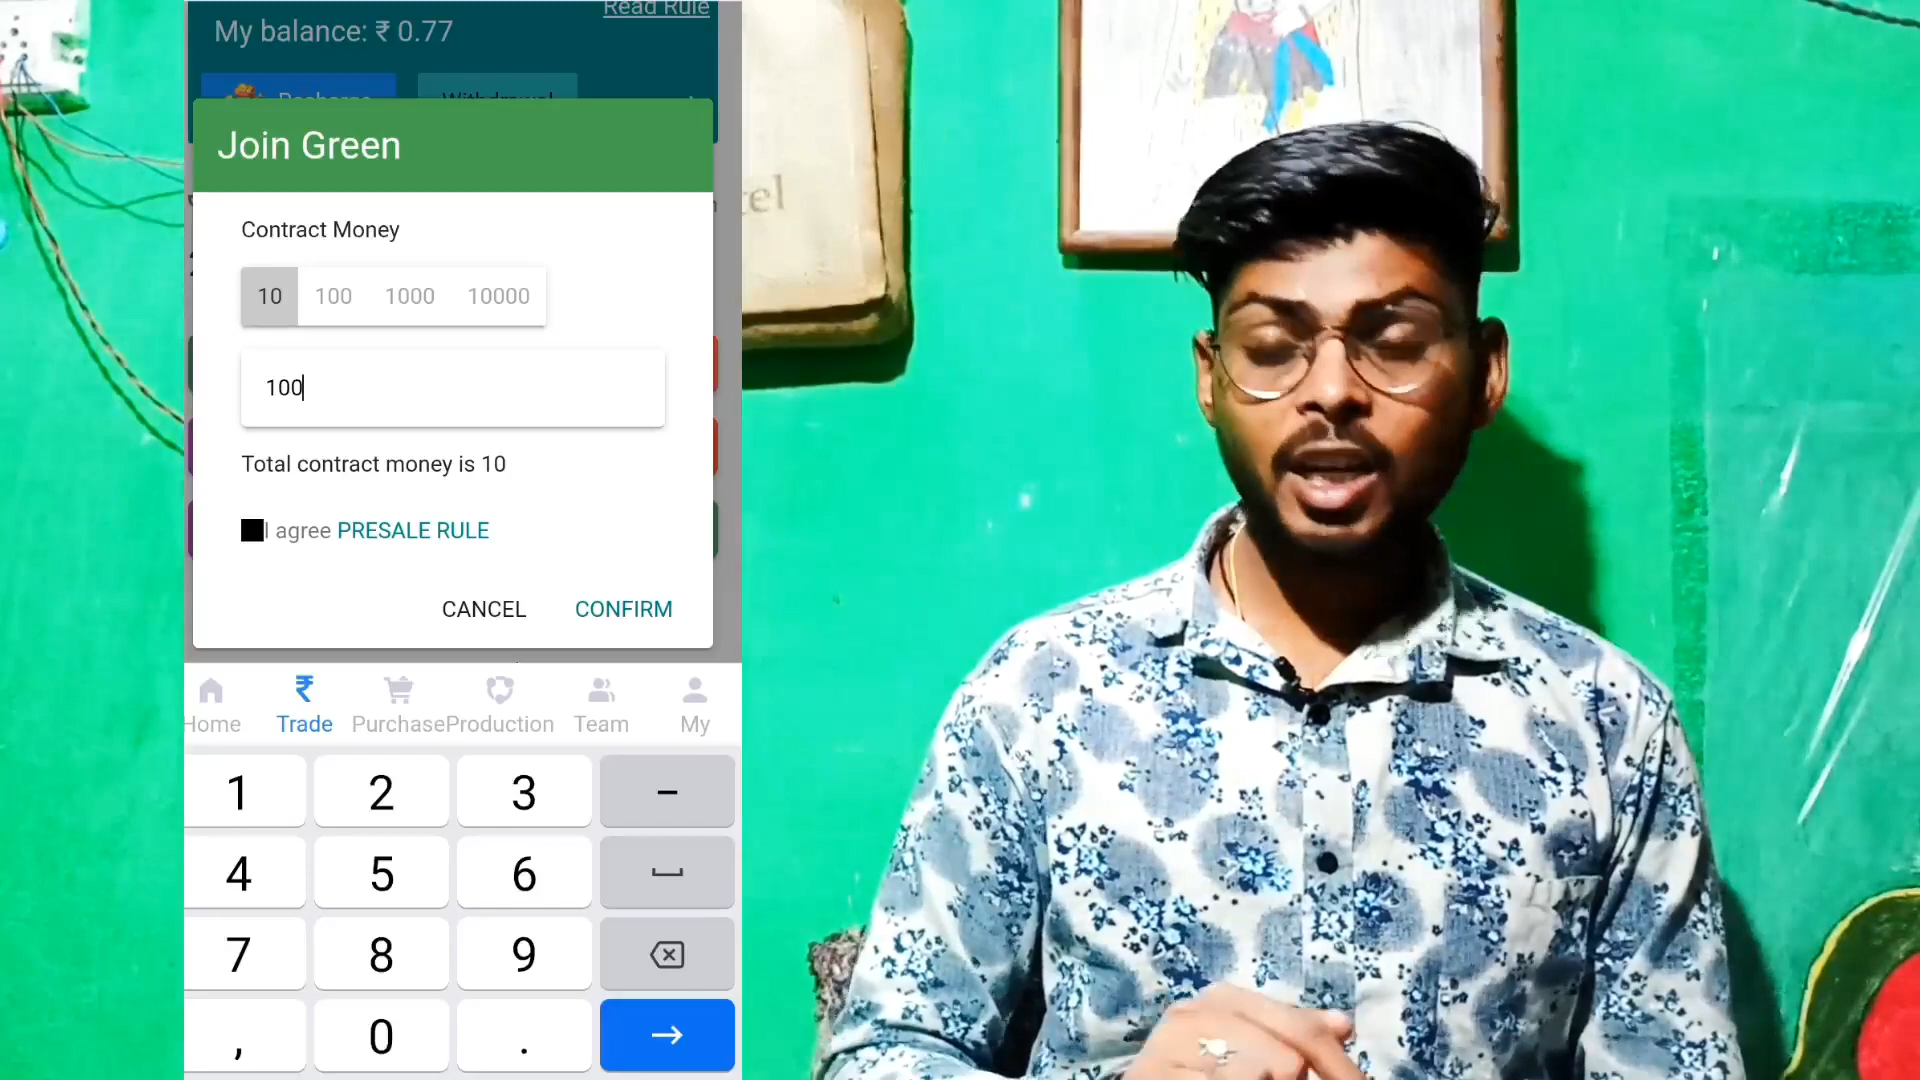 Read Rule
My balance: ₹ 0.77
Recharge Withdrawal
Join Green
Contract Money
10 100 1000 10000
100
Total contract money is 10
I agree PRESALE RULE
CANCEL CONFIRM
Home Trade Purchase Production Team My
1 2 3 -
4 5 6
7 8 9
, 0 .